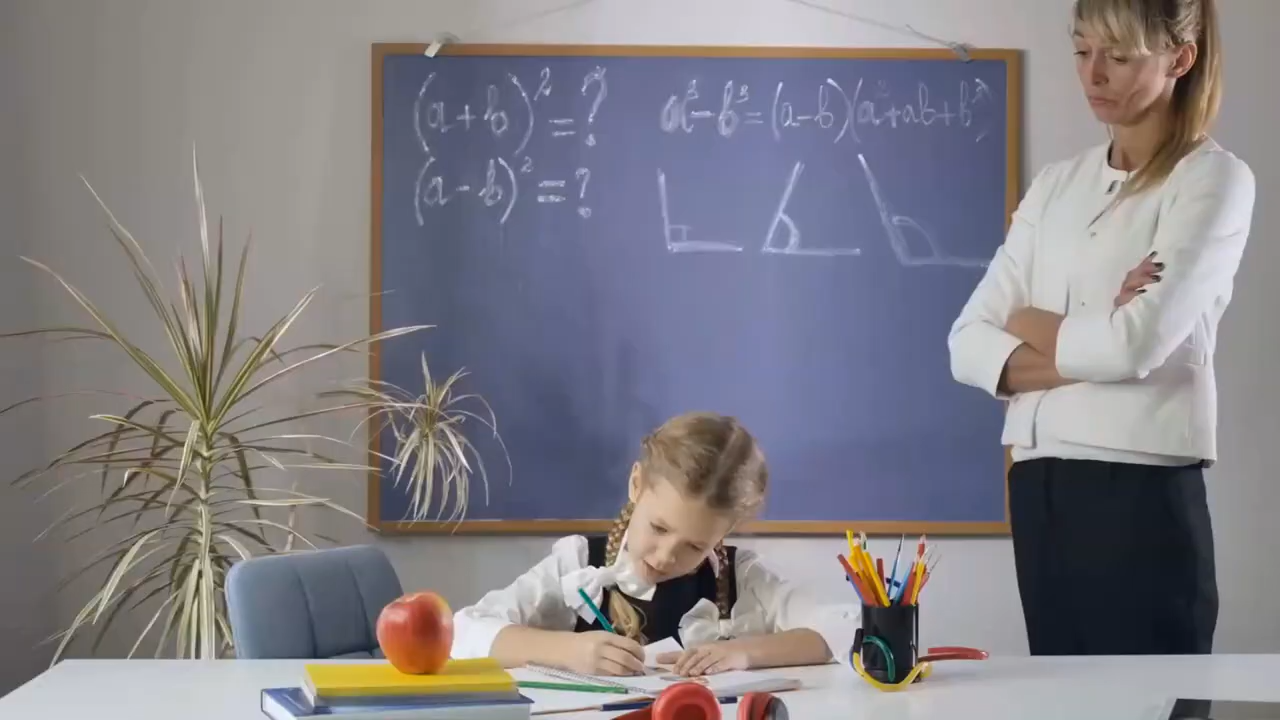 (a+b)² = ?
a³-b³=(a-b)(a²+ab+b²)
(a-b)² = ?